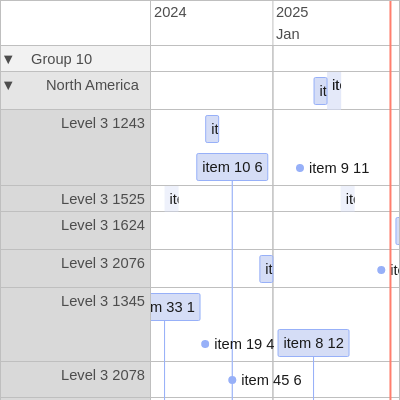 2024
2025
Jan
▼ Group 10
▼ North America
it
ite
Level 3 1243
it
item 10 6
item 9 11
Level 3 1525
ite
ite
Level 3 1624
Level 3 2076
it
ite
Level 3 1345
m 33 1
item 19 4
item 8 12
Level 3 2078
item 45 6